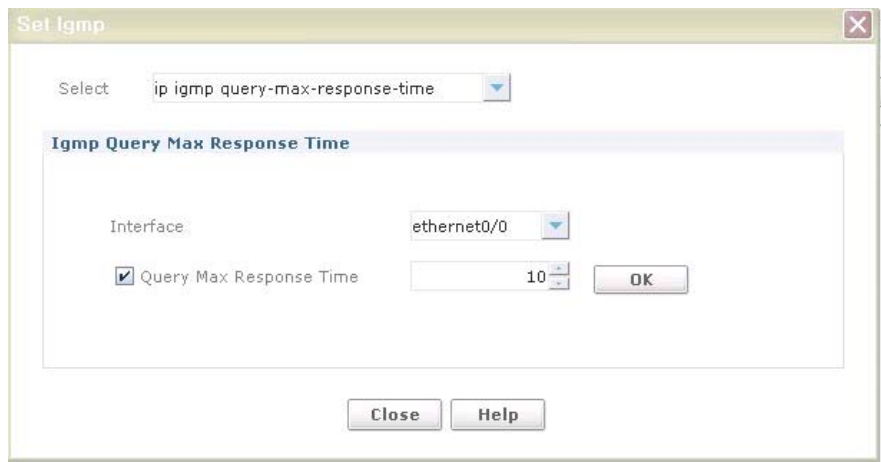 Set Igmp
Select ip igmp query-max-response-time
Igmp Query Max Response Time
Interface ethernet0/0
Query Max Response Time 10 OK
Close Help